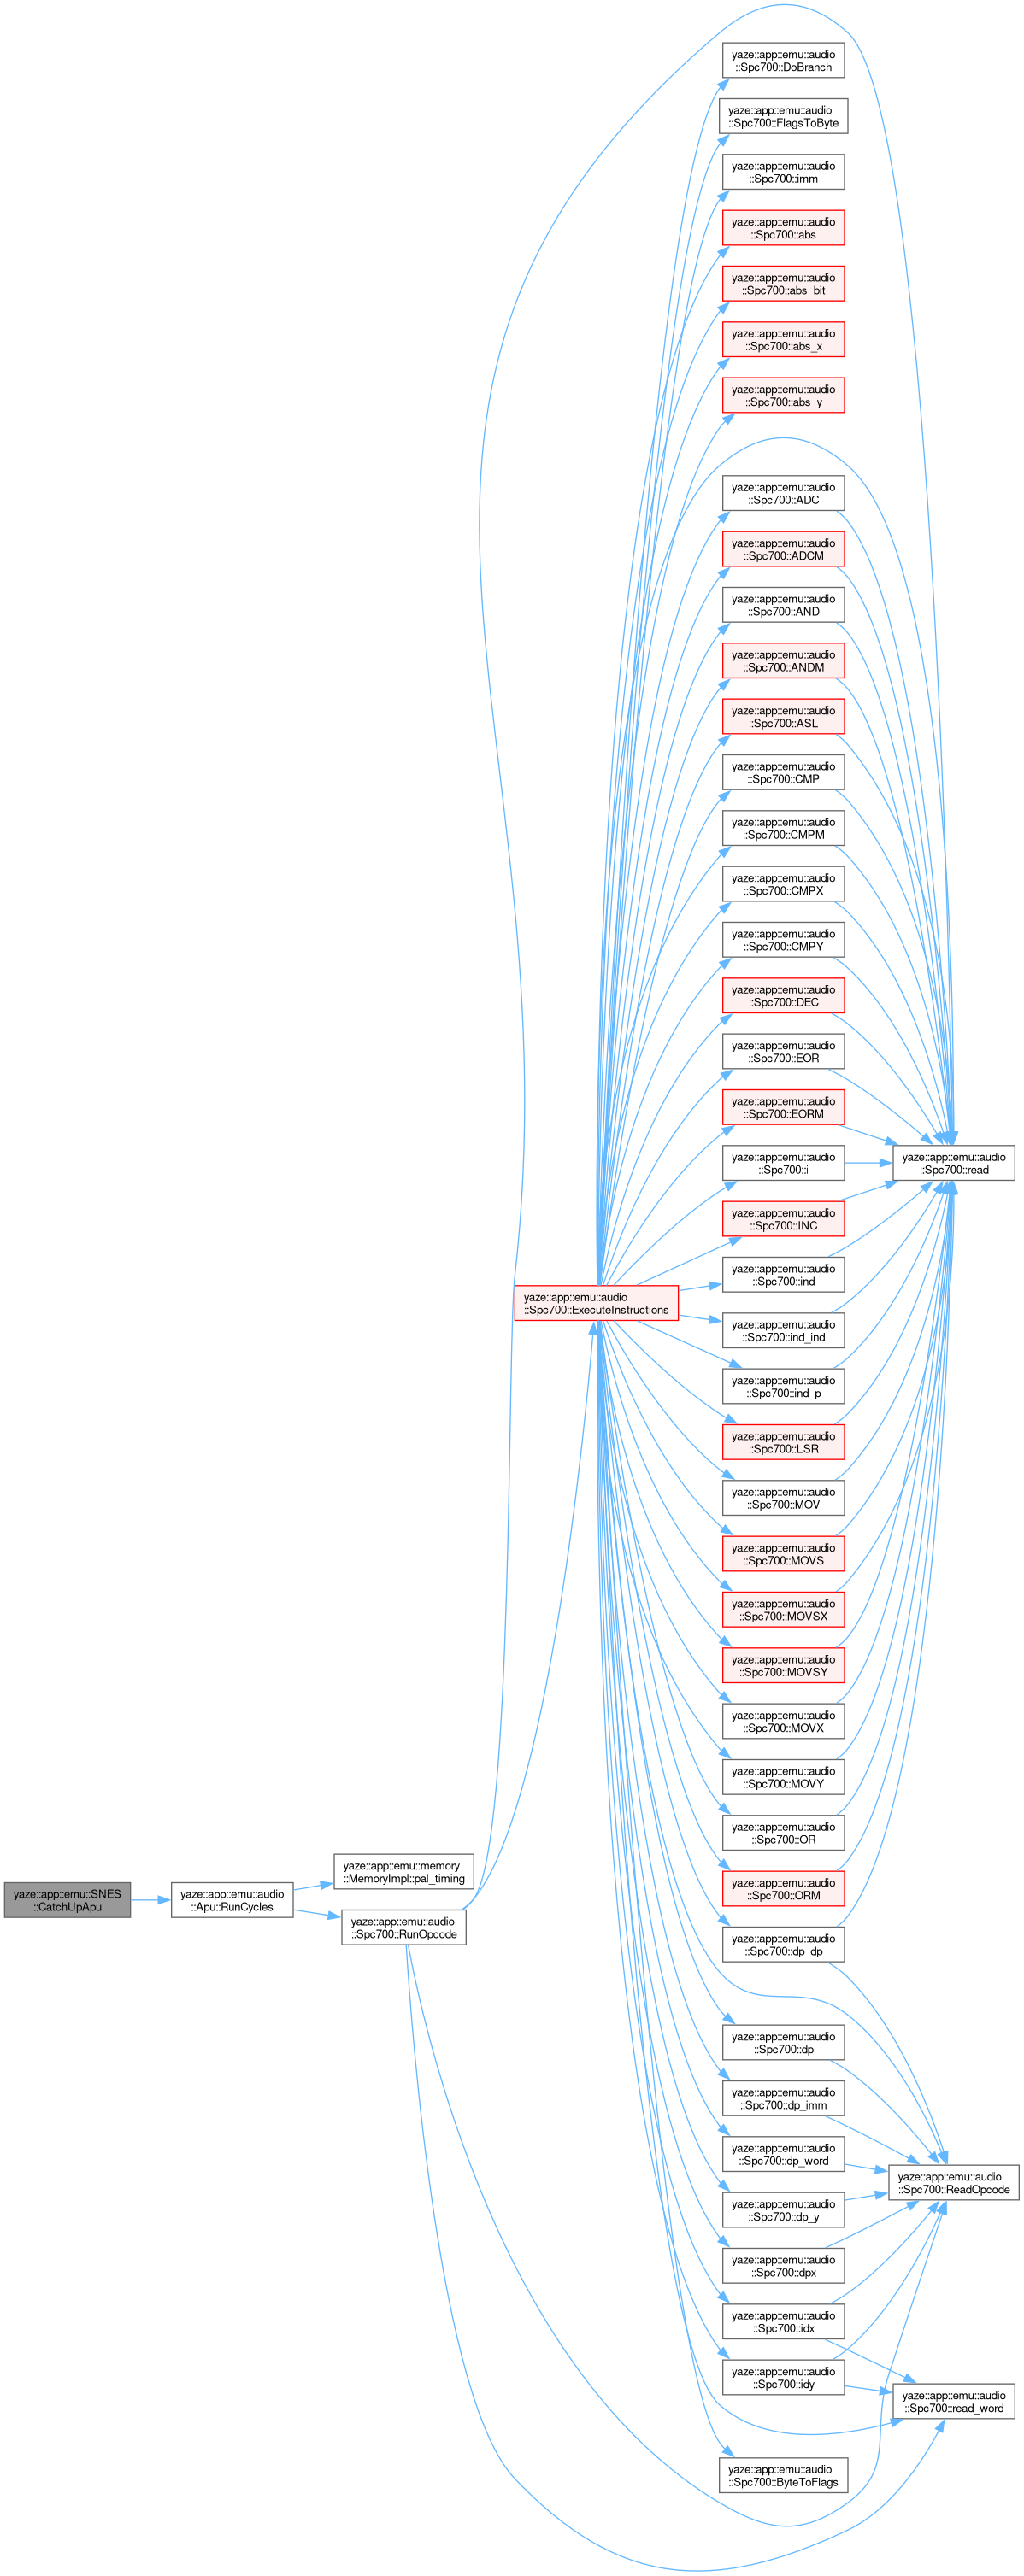 yaze::app::emu::audio
::Spc700::DoBranch
yaze::app::emu::audio
::Spc700::FlagsToByte
yaze::app::emu::audio
::Spc700::imm
yaze::app::emu::audio
::Spc700::abs
yaze::app::emu::audio
::Spc700::abs_bit
yaze::app::emu::audio
::Spc700::abs_x
yaze::app::emu::audio
::Spc700::abs_y
yaze::app::emu::audio
::Spc700::ADC
yaze::app::emu::audio
::Spc700::ADCM
yaze::app::emu::audio
::Spc700::AND
yaze::app::emu::audio
::Spc700::ANDM
yaze::app::emu::audio
::Spc700::ASL
yaze::app::emu::audio
::Spc700::CMP
yaze::app::emu::audio
::Spc700::CMPM
yaze::app::emu::audio
::Spc700::CMPX
yaze::app::emu::audio
::Spc700::CMPY
yaze::app::emu::audio
::Spc700::DEC
yaze::app::emu::audio
::Spc700::EOR
yaze::app::emu::audio
::Spc700::EORM
yaze::app::emu::audio
::Spc700::i
yaze::app::emu::audio
::Spc700::read
yaze::app::emu::audio
::Spc700::INC
yaze::app::emu::audio
::Spc700::ind
yaze::app::emu::audio
::Spc700::ExecuteInstructions
yaze::app::emu::audio
::Spc700::ind_ind
yaze::app::emu::audio
::Spc700::ind_p
yaze::app::emu::audio
::Spc700::LSR
yaze::app::emu::audio
::Spc700::MOV
yaze::app::emu::audio
::Spc700::MOVS
yaze::app::emu::audio
::Spc700::MOVSX
yaze::app::emu::audio
::Spc700::MOVSY
yaze::app::emu::audio
::Spc700::MOVX
yaze::app::emu::audio
::Spc700::MOVY
yaze::app::emu::audio
::Spc700::OR
yaze::app::emu::memory
::MemoryImpl::pal_timing
yaze::app::emu::SNES
::CatchUpApu
yaze::app::emu::audio
::Apu::RunCycles
yaze::app::emu::audio
::Spc700::ORM
yaze::app::emu::audio
::Spc700::RunOpcode
yaze::app::emu::audio
::Spc700::dp_dp
yaze::app::emu::audio
::Spc700::dp
yaze::app::emu::audio
::Spc700::dp_imm
yaze::app::emu::audio
::Spc700::dp_word
yaze::app::emu::audio
::Spc700::ReadOpcode
yaze::app::emu::audio
::Spc700::dp_y
yaze::app::emu::audio
::Spc700::dpx
yaze::app::emu::audio
::Spc700::idx
yaze::app::emu::audio
::Spc700::idy
yaze::app::emu::audio
::Spc700::read_word
yaze::app::emu::audio
::Spc700::ByteToFlags